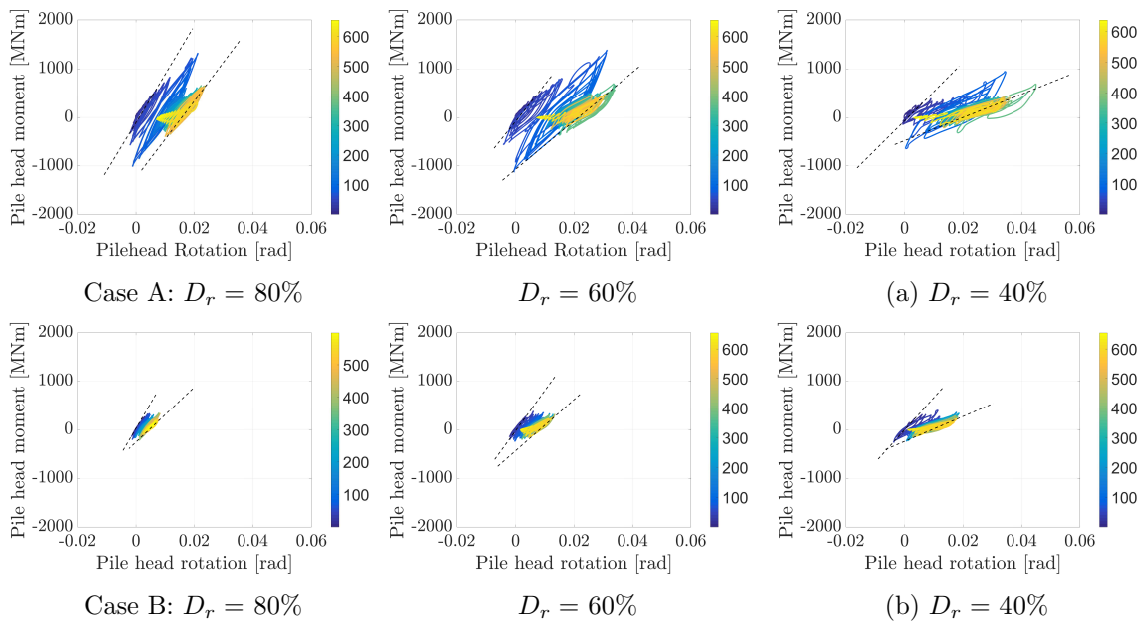 Pile head moment [MNm]
2000
1000
0
-1000
-2000
-0.02 0 0.02 0.04 0.06
Pilehead Rotation [rad]
600
500
400
300
200
100
Case A: D_r = 80%
Pile head moment [MNm]
2000
1000
0
-1000
-2000
-0.02 0 0.02 0.04 0.06
Pilehead Rotation [rad]
600
500
400
300
200
100
D_r = 60%
Pile head moment [MNm]
2000
1000
0
-1000
-2000
-0.02 0 0.02 0.04 0.06
Pile head rotation [rad]
600
500
400
300
200
100
(a) D_r = 40%
Pile head moment [MNm]
2000
1000
0
-1000
-2000
-0.02 0 0.02 0.04 0.06
Pile head rotation [rad]
500
400
300
200
100
Case B: D_r = 80%
Pile head moment [MNm]
2000
1000
0
-1000
-2000
-0.02 0 0.02 0.04 0.06
Pile head rotation [rad]
600
500
400
300
200
100
D_r = 60%
Pile head moment [MNm]
2000
1000
0
-1000
-2000
-0.02 0 0.02 0.04 0.06
Pile head rotation [rad]
600
500
400
300
200
100
(b) D_r = 40%